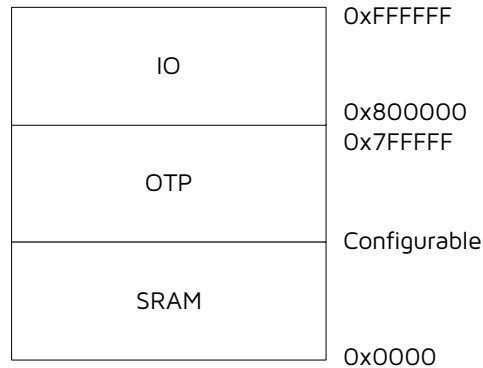 0xFFFFFF
IO
0x800000
0x7FFFFF
OTP
Configurable
SRAM
0x0000